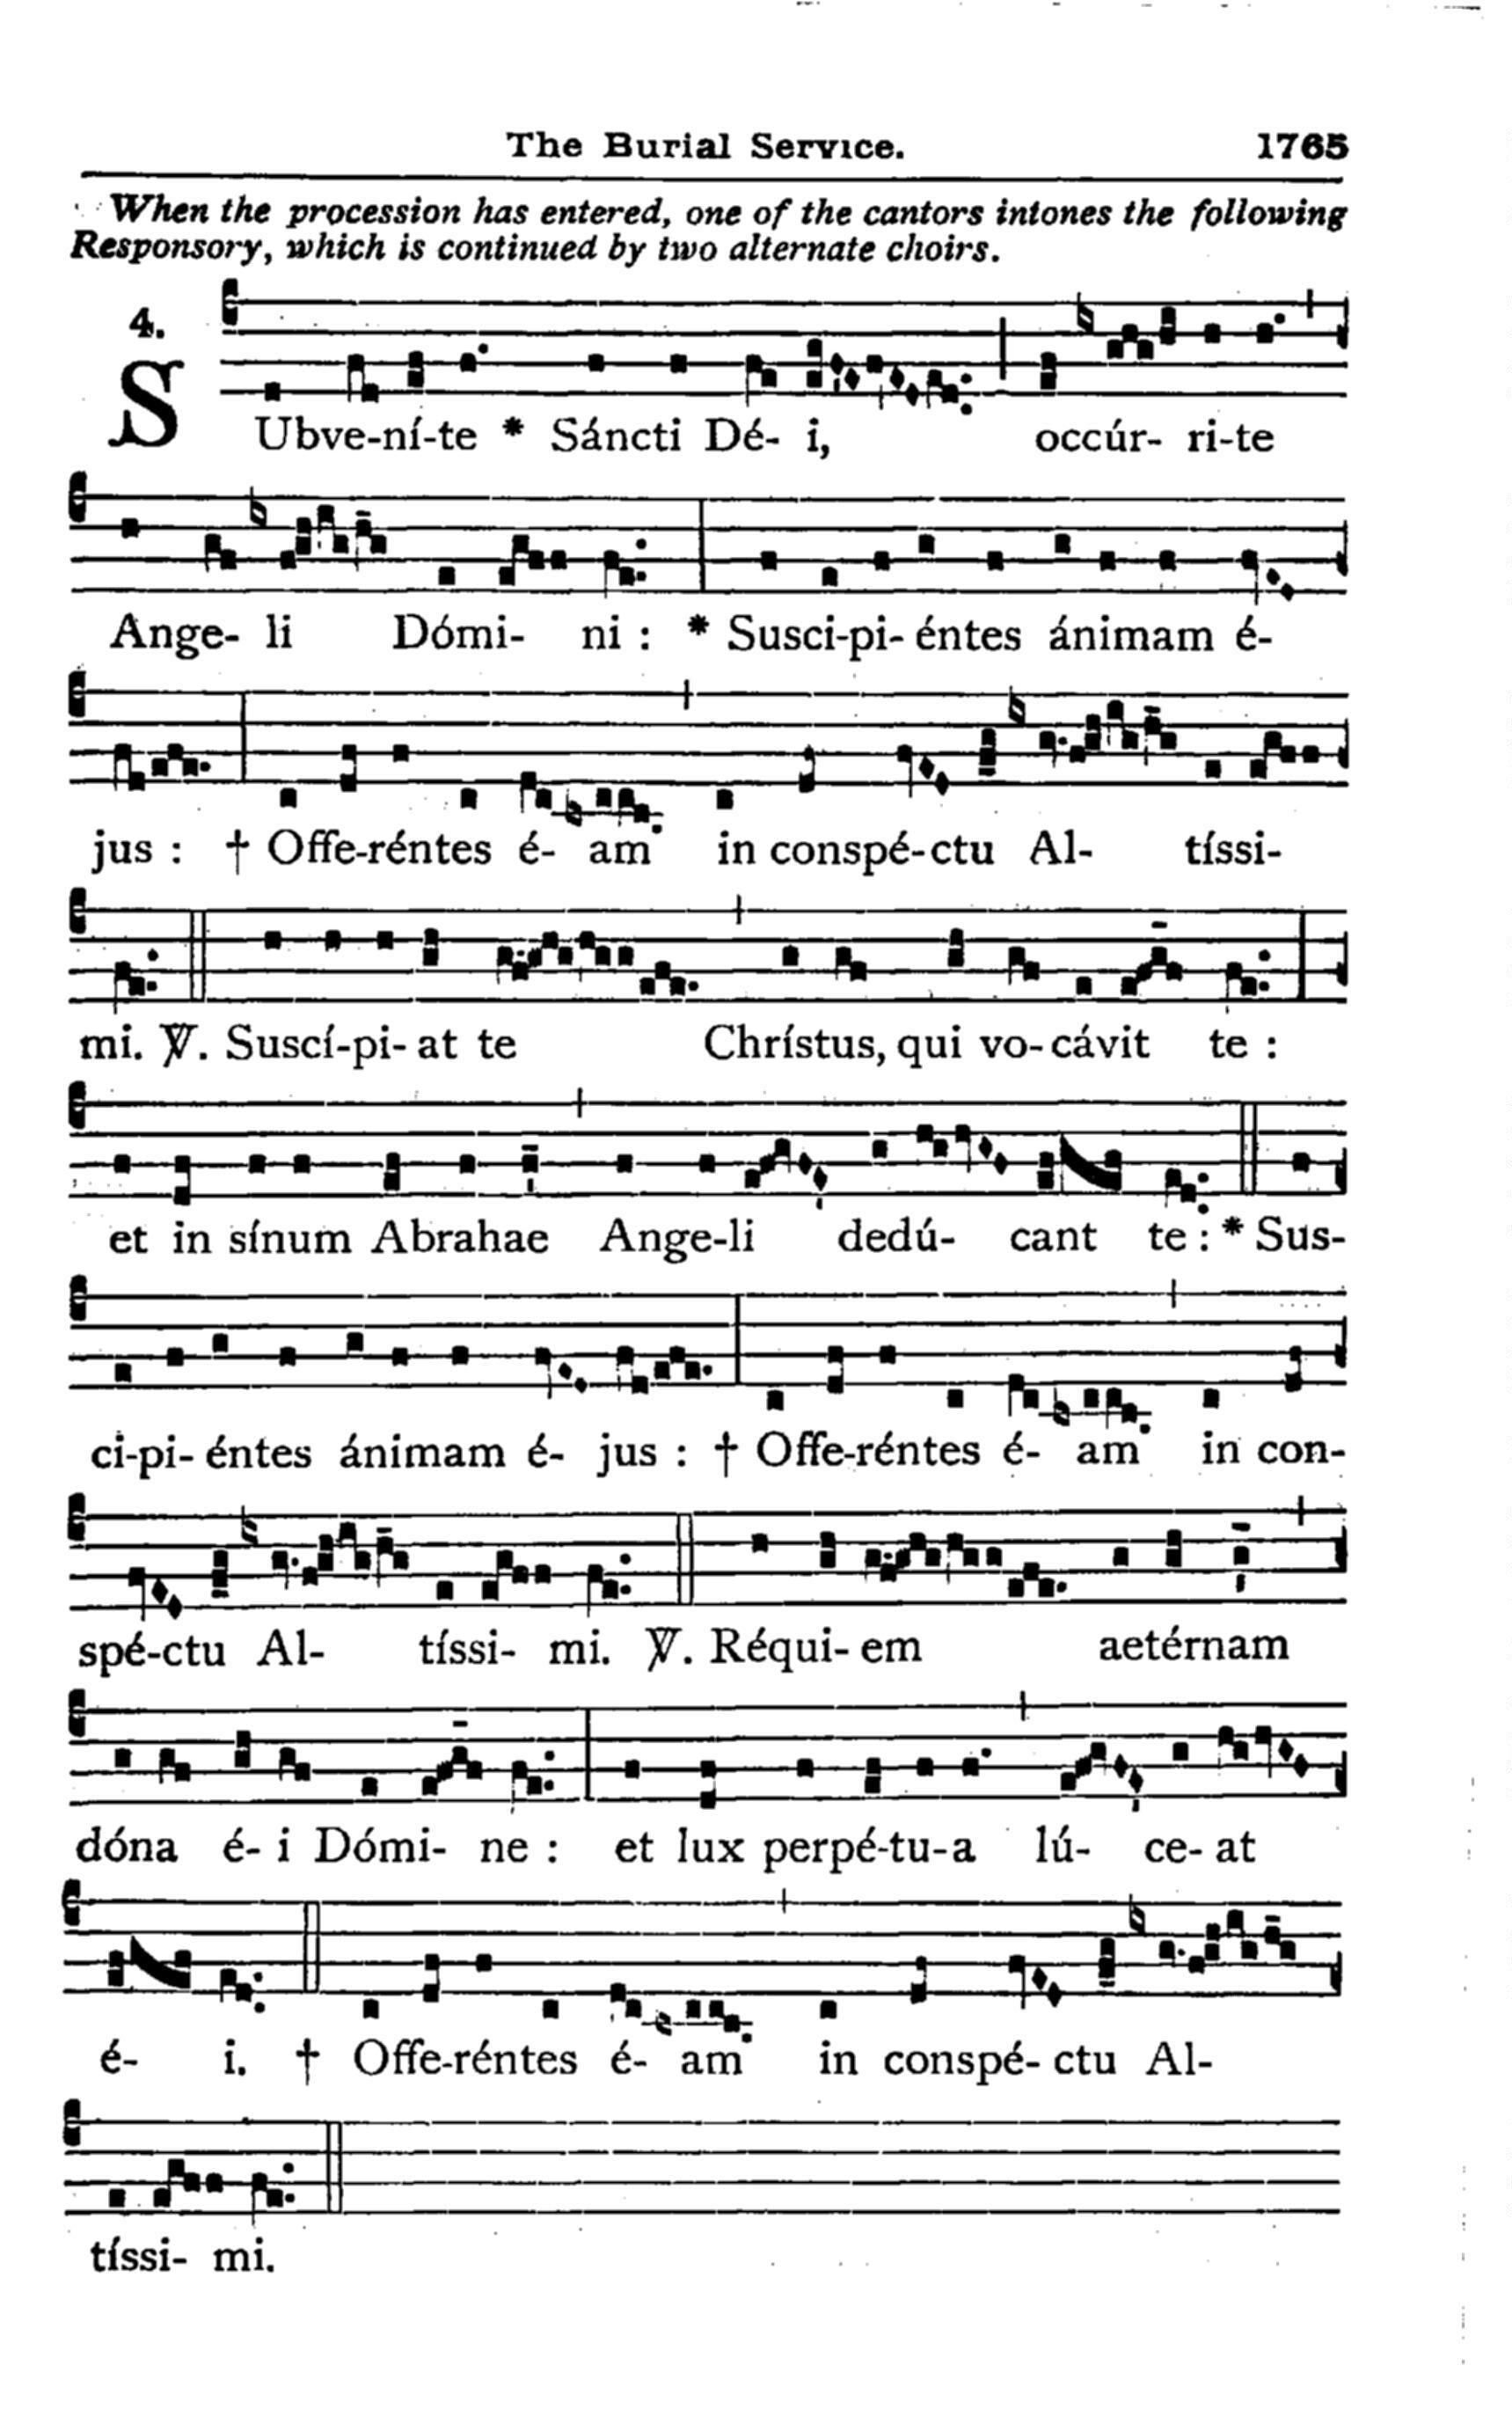 The Burial Service. 1765
When the procession has entered, one of the cantors intones the following
Responsory, which is continued by two alternate choirs.
4.
SUbve-ní-te * Sáncti Dé- i, occúr- ri-te
Ange- li Dómi- ni : * Susci-pi- éntes ánimam é-
jus : † Offe-réntes é- am in conspé-ctu Al- tíssi-
mi. ℣. Suscí-pi- at te Chrístus, qui vo-cávit te :
et in sínum Abrahae Ange-li dedú- cant te : * Sus-
ci-pi- éntes ánimam é- jus : † Offe-réntes é- am in con-
spé-ctu Al- tíssi- mi. ℣. Réqui- em aetérnam
dóna é- i Dómi- ne : et lux perpé-tu-a lú- ce- at
é- i. † Offe-réntes é- am in conspé- ctu Al-
tíssi- mi.